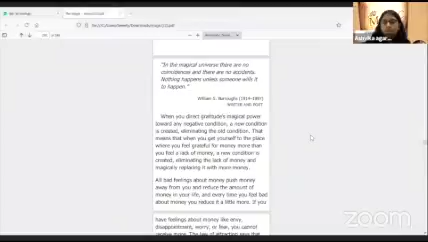 "In the magical universe there are no
coincidences and there are no accidents.
Nothing happens unless someone wills it
to happen."
William S. Burroughs (1914–1997)
WRITER AND POET
When you direct gratitude's magical power
toward any negative condition, a new condition
is created, eliminating the old condition. That
means that when you get yourself to the place
where you feel grateful for money more than
you feel a lack of money, a new condition is
created, eliminating the lack of money and
magically replacing it with more money.
All bad feelings about money push money
away from you and reduce the amount of
money in your life, and every time you feel bad
about money you reduce it a little more. If you
have feelings about money like envy,
disappointment, worry, or fear, you cannot
receive more. The law of attraction says that
zoom